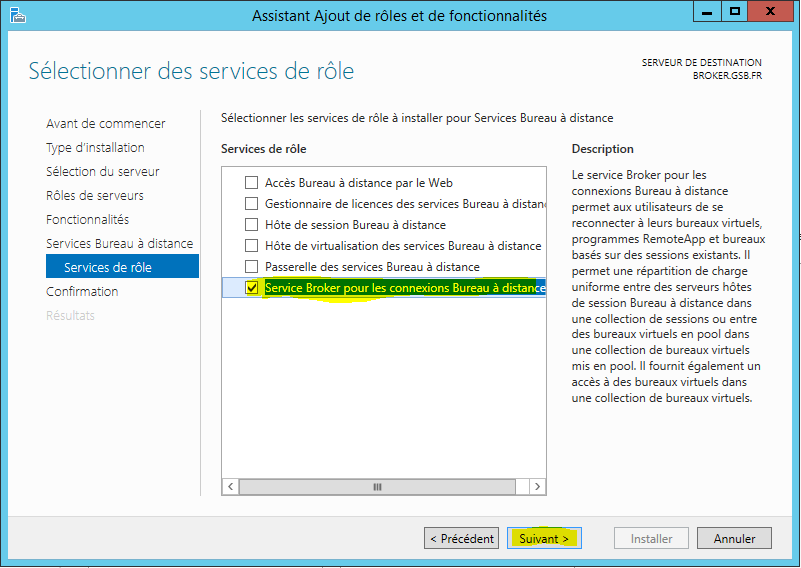 Assistant Ajout de rôles et de fonctionnalités
Sélectionner des services de rôle
SERVEUR DE DESTINATION
BROKER.GSB.FR
Avant de commencer
Type d'installation
Sélection du serveur
Rôles de serveurs
Fonctionnalités
Services Bureau à distance
Services de rôle
Confirmation
Résultats
Sélectionner les services de rôle à installer pour Services Bureau à distance
Services de rôle
Accès Bureau à distance par le Web
Gestionnaire de licences des services Bureau à distan
Hôte de session Bureau à distance
Hôte de virtualisation des services Bureau à distance
Passerelle des services Bureau à distance
Service Broker pour les connexions Bureau à distance
Description
Le service Broker pour les
connexions Bureau à distance
permet aux utilisateurs de se
reconnecter à leurs bureaux virtuels,
programmes RemoteApp et bureaux
basés sur des sessions existants. Il
permet une répartition de charge
uniforme entre des serveurs hôtes
de session Bureau à distance dans
une collection de sessions ou entre
des bureaux virtuels en pool dans
une collection de bureaux virtuels
mis en pool. Il fournit également un
accès à des bureaux virtuels dans
une collection de bureaux virtuels.
< Précédent
Suivant >
Installer
Annuler